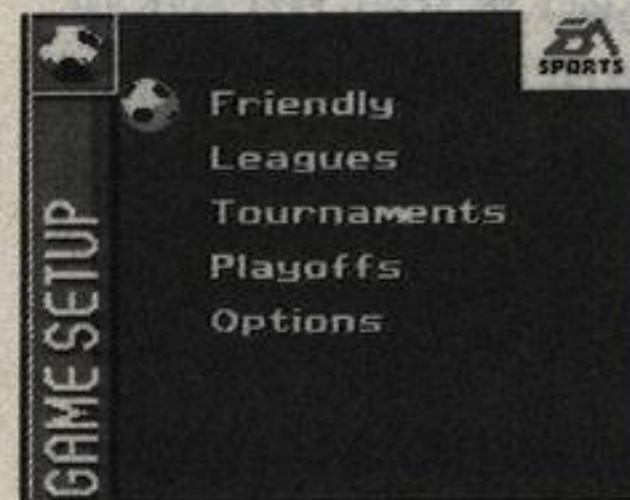 EA
SPORTS
Friendly
Leagues
Tournaments
Playoffs
Options
GAME SETUP